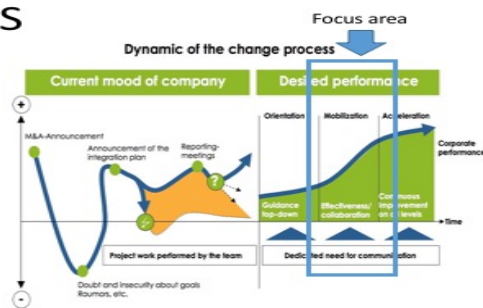 s
Focus area
Dynamic of the change process
Current mood of company
Desired performance
+
M&A-Announcement
Announcement of the
integration plan
Reporting-
meetings
?
Orientation
Mobilization
Acceleration
Corporate
performance
Guidance
top-down
Effectiveness/
collaboration
Continuous
improvement
on all levels
Time
Project work performed by the team
Dedicated need for communication
Doubt and insecurity about goals
Roumors, etc.
-